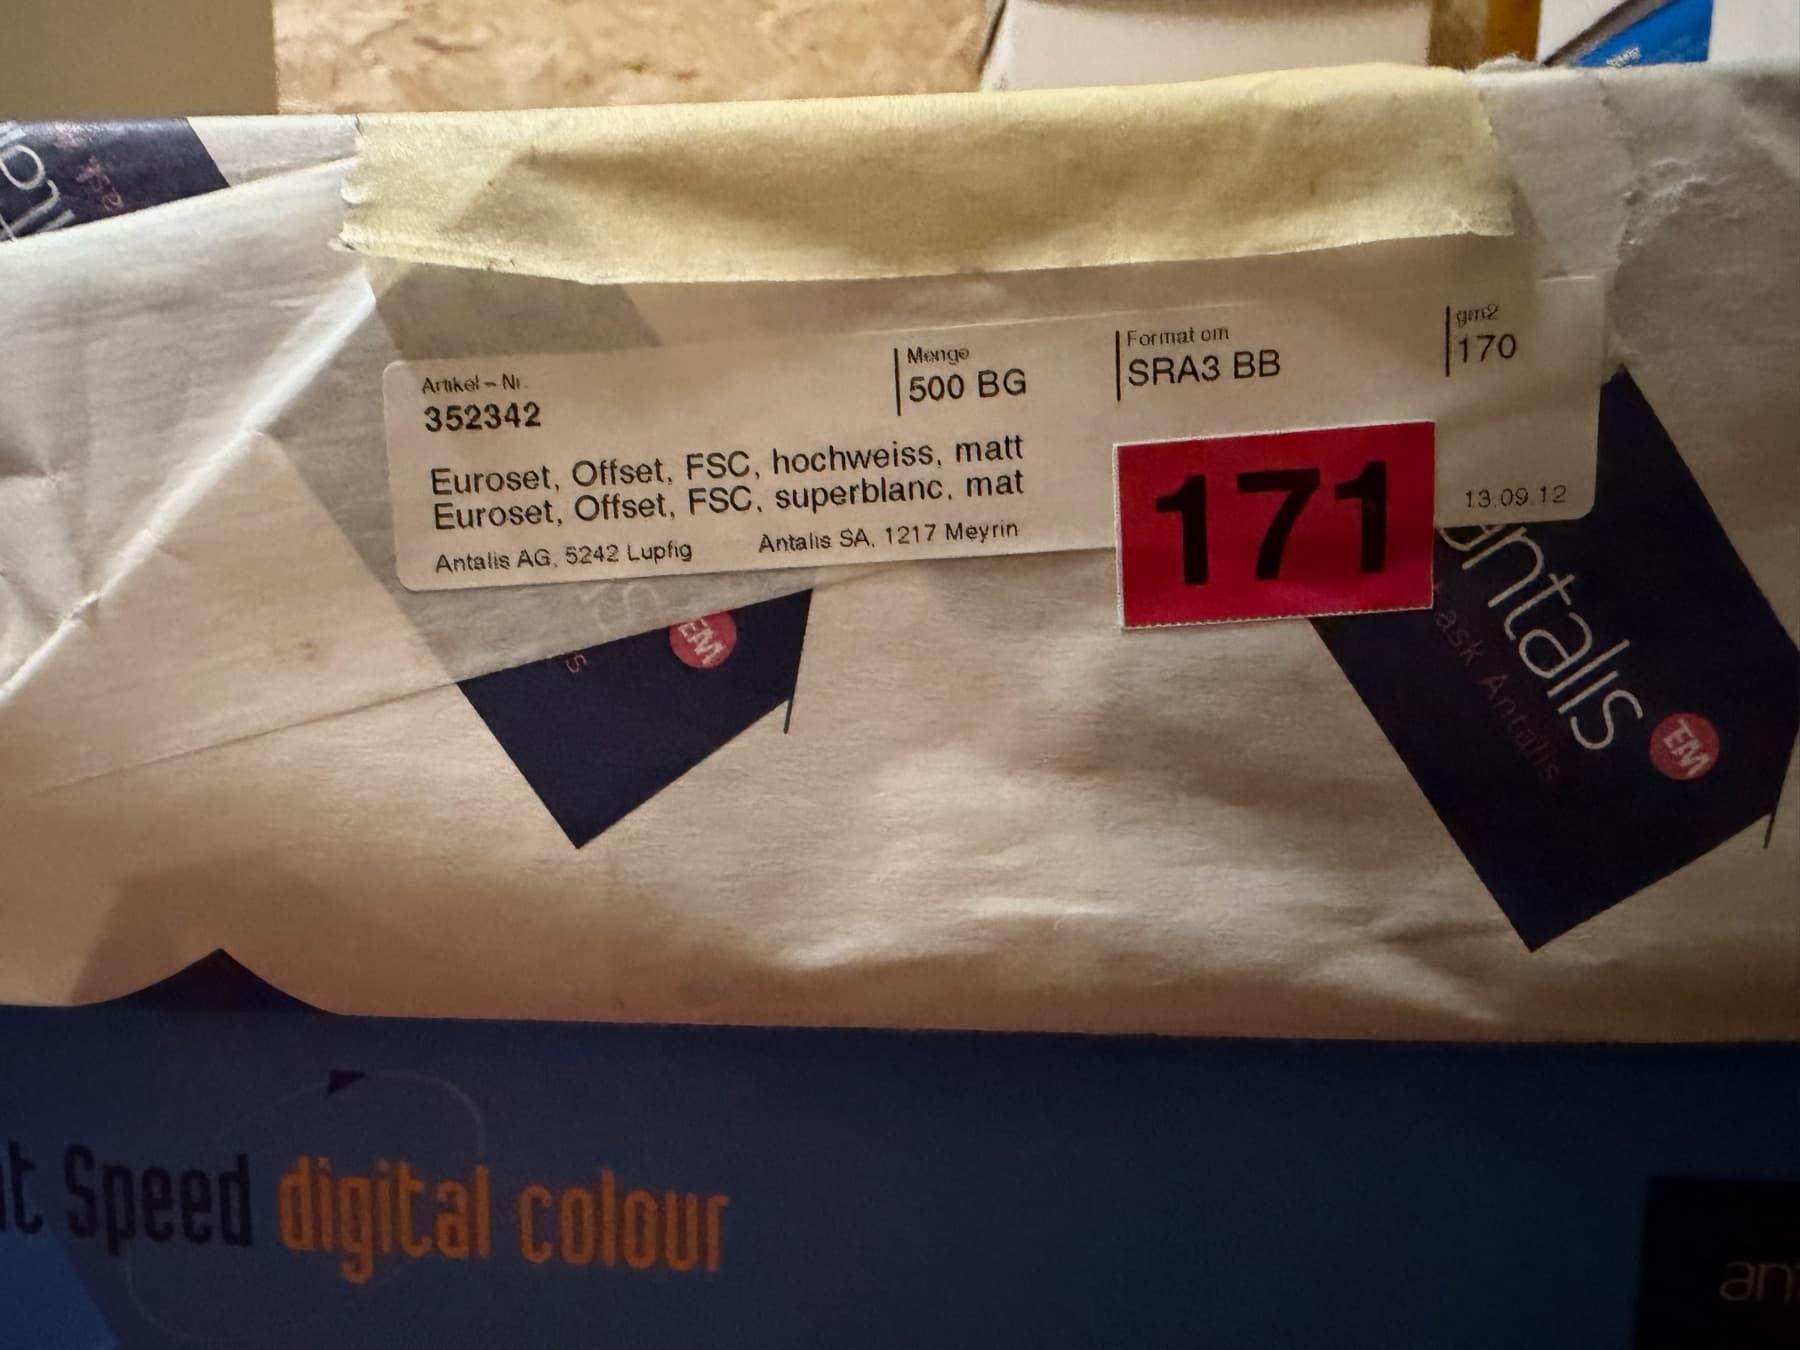 Artikel-Nr.
352342
Menge
500 BG
Format cm
SRA3 BB
gm2
170
Euroset, Offset, FSC, hochweiss, matt
Euroset, Offset, FSC, superblanc, mat
Antalis AG, 5242 Lupfig
Antalis SA, 1217 Meyrin
171
13.09.12
antalis
ask Antalis
EM
EM
Speed digital colour